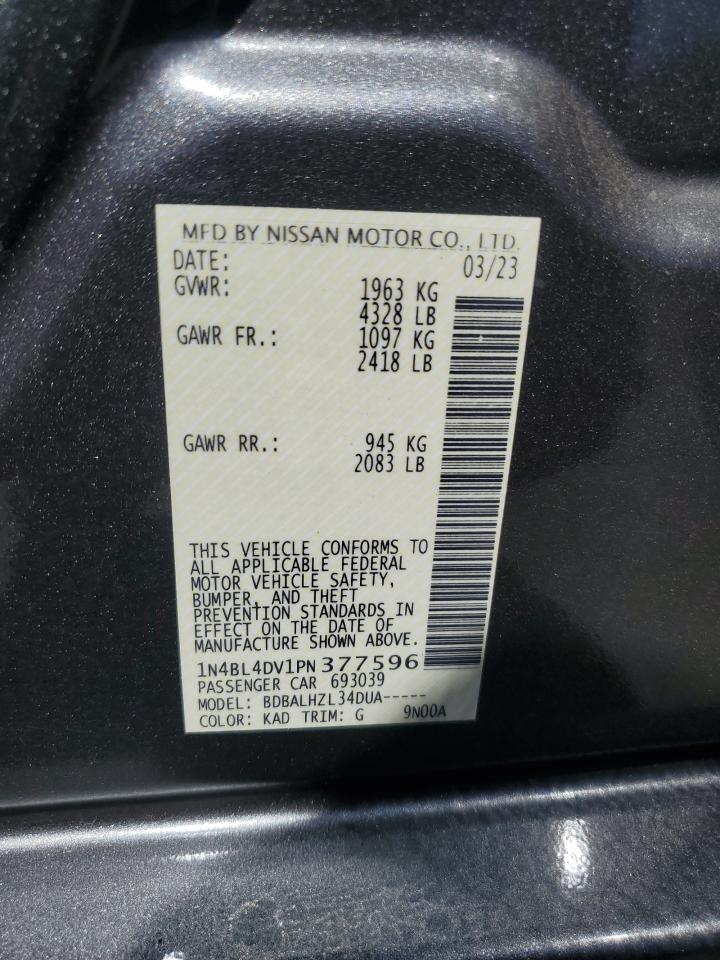 MFD BY NISSAN MOTOR CO., LTD.
DATE: 03/23
GVWR: 1963 KG
4328 LB
GAWR FR.: 1097 KG
2418 LB
GAWR RR.: 945 KG
2083 LB
THIS VEHICLE CONFORMS TO
ALL APPLICABLE FEDERAL
MOTOR VEHICLE SAFETY,
BUMPER, AND THEFT
PREVENTION STANDARDS IN
EFFECT ON THE DATE OF
MANUFACTURE SHOWN ABOVE.
1N4BL4DV1PN377596
PASSENGER CAR 693039
MODEL: BDBALHZL34DUA-----
COLOR: KAD TRIM: G 9N00A